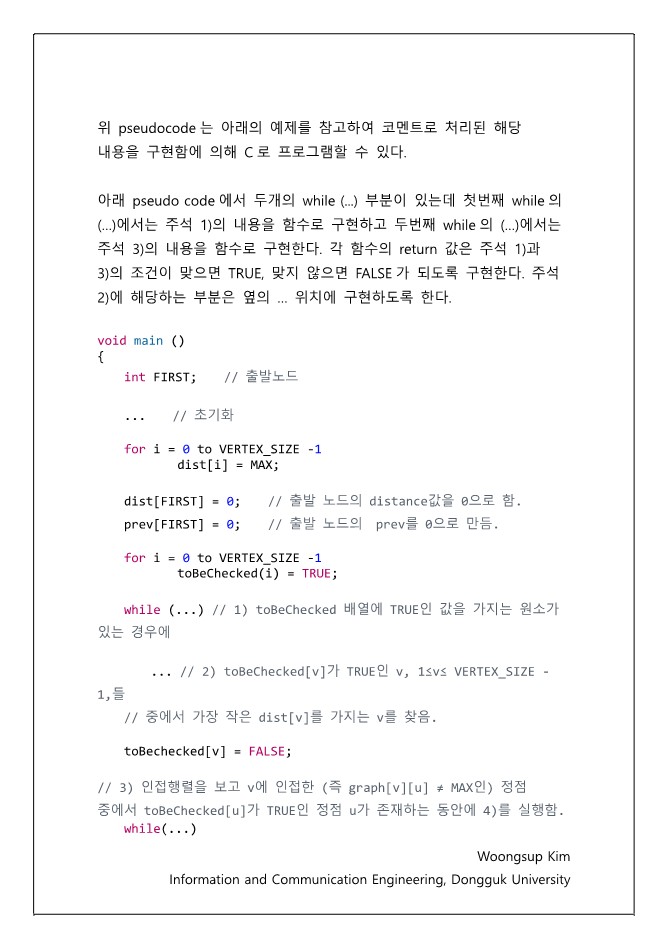 위 pseudocode 는 아래의 예제를 참고하여 코멘트로 처리된 해당
내용을 구현함에 의해 C 로 프로그램할 수 있다.
아래 pseudo code 에서 두개의 while (...) 부분이 있는데 첫번째 while 의
(...)에서는 주석 1)의 내용을 함수로 구현하고 두번째 while 의 (...)에서는
주석 3)의 내용을 함수로 구현한다. 각 함수의 return 값은 주석 1)과
3)의 조건이 맞으면 TRUE, 맞지 않으면 FALSE 가 되도록 구현한다. 주석
2)에 해당하는 부분은 옆의 ... 위치에 구현하도록 한다.
void main ()
{
int FIRST; // 출발노드
... // 초기화
for i = 0 to VERTEX_SIZE -1
dist[i] = MAX;
dist[FIRST] = 0; // 출발 노드의 distance값을 0으로 함.
prev[FIRST] = 0; // 출발 노드의 prev를 0으로 만듬.
for i = 0 to VERTEX_SIZE -1
toBeChecked(i) = TRUE;
while (...) // 1) toBeChecked 배열에 TRUE인 값을 가지는 원소가
있는 경우에
... // 2) toBeChecked[v]가 TRUE인 v, 1≤v≤ VERTEX_SIZE -
1,들
// 중에서 가장 작은 dist[v]를 가지는 v를 찾음.
toBechecked[v] = FALSE;
// 3) 인접행렬을 보고 v에 인접한 (즉 graph[v][u] ≠ MAX인) 정점
중에서 toBeChecked[u]가 TRUE인 정점 u가 존재하는 동안에 4)를 실행함.
while(...)
Woongsup Kim
Information and Communication Engineering, Dongguk University